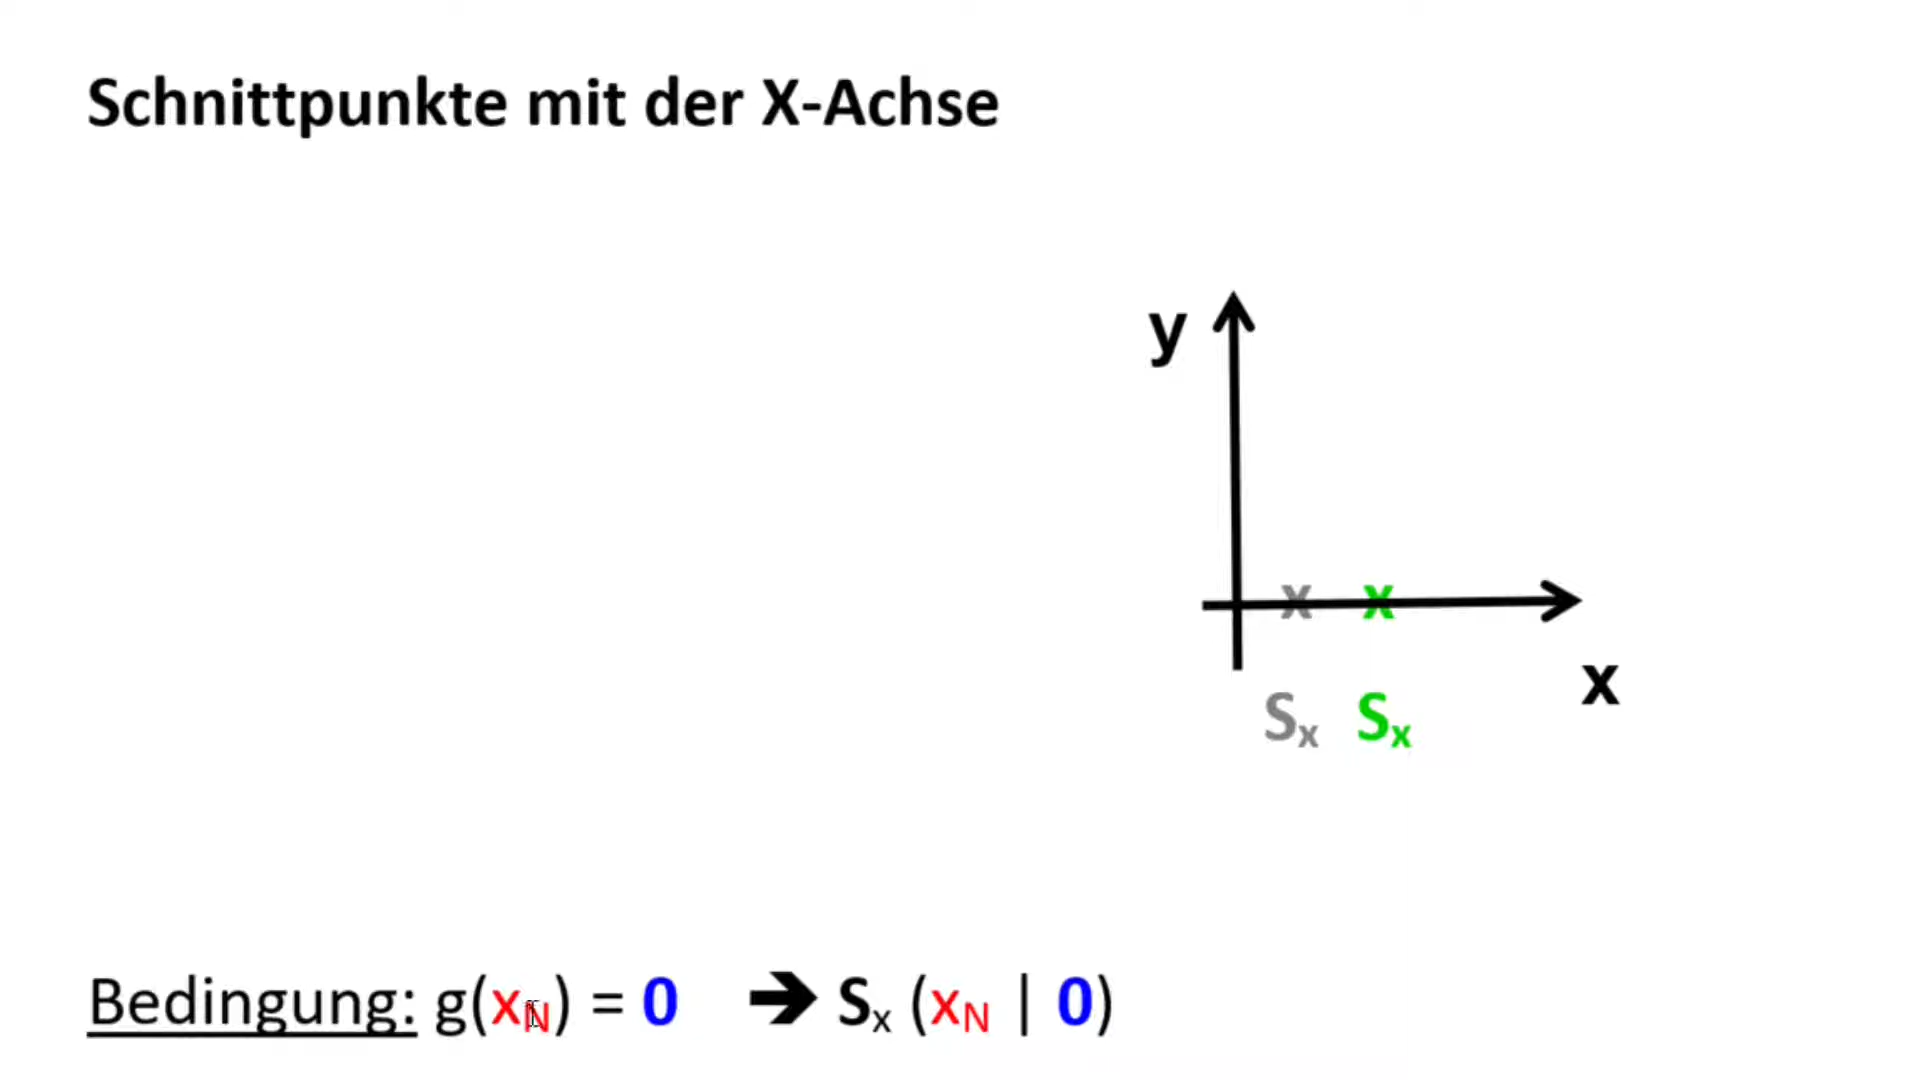 Schnittpunkte mit der X-Achse
y
x x
x
Sx Sx
Bedingung: g(xN) = 0 ➔ Sx (xN | 0)